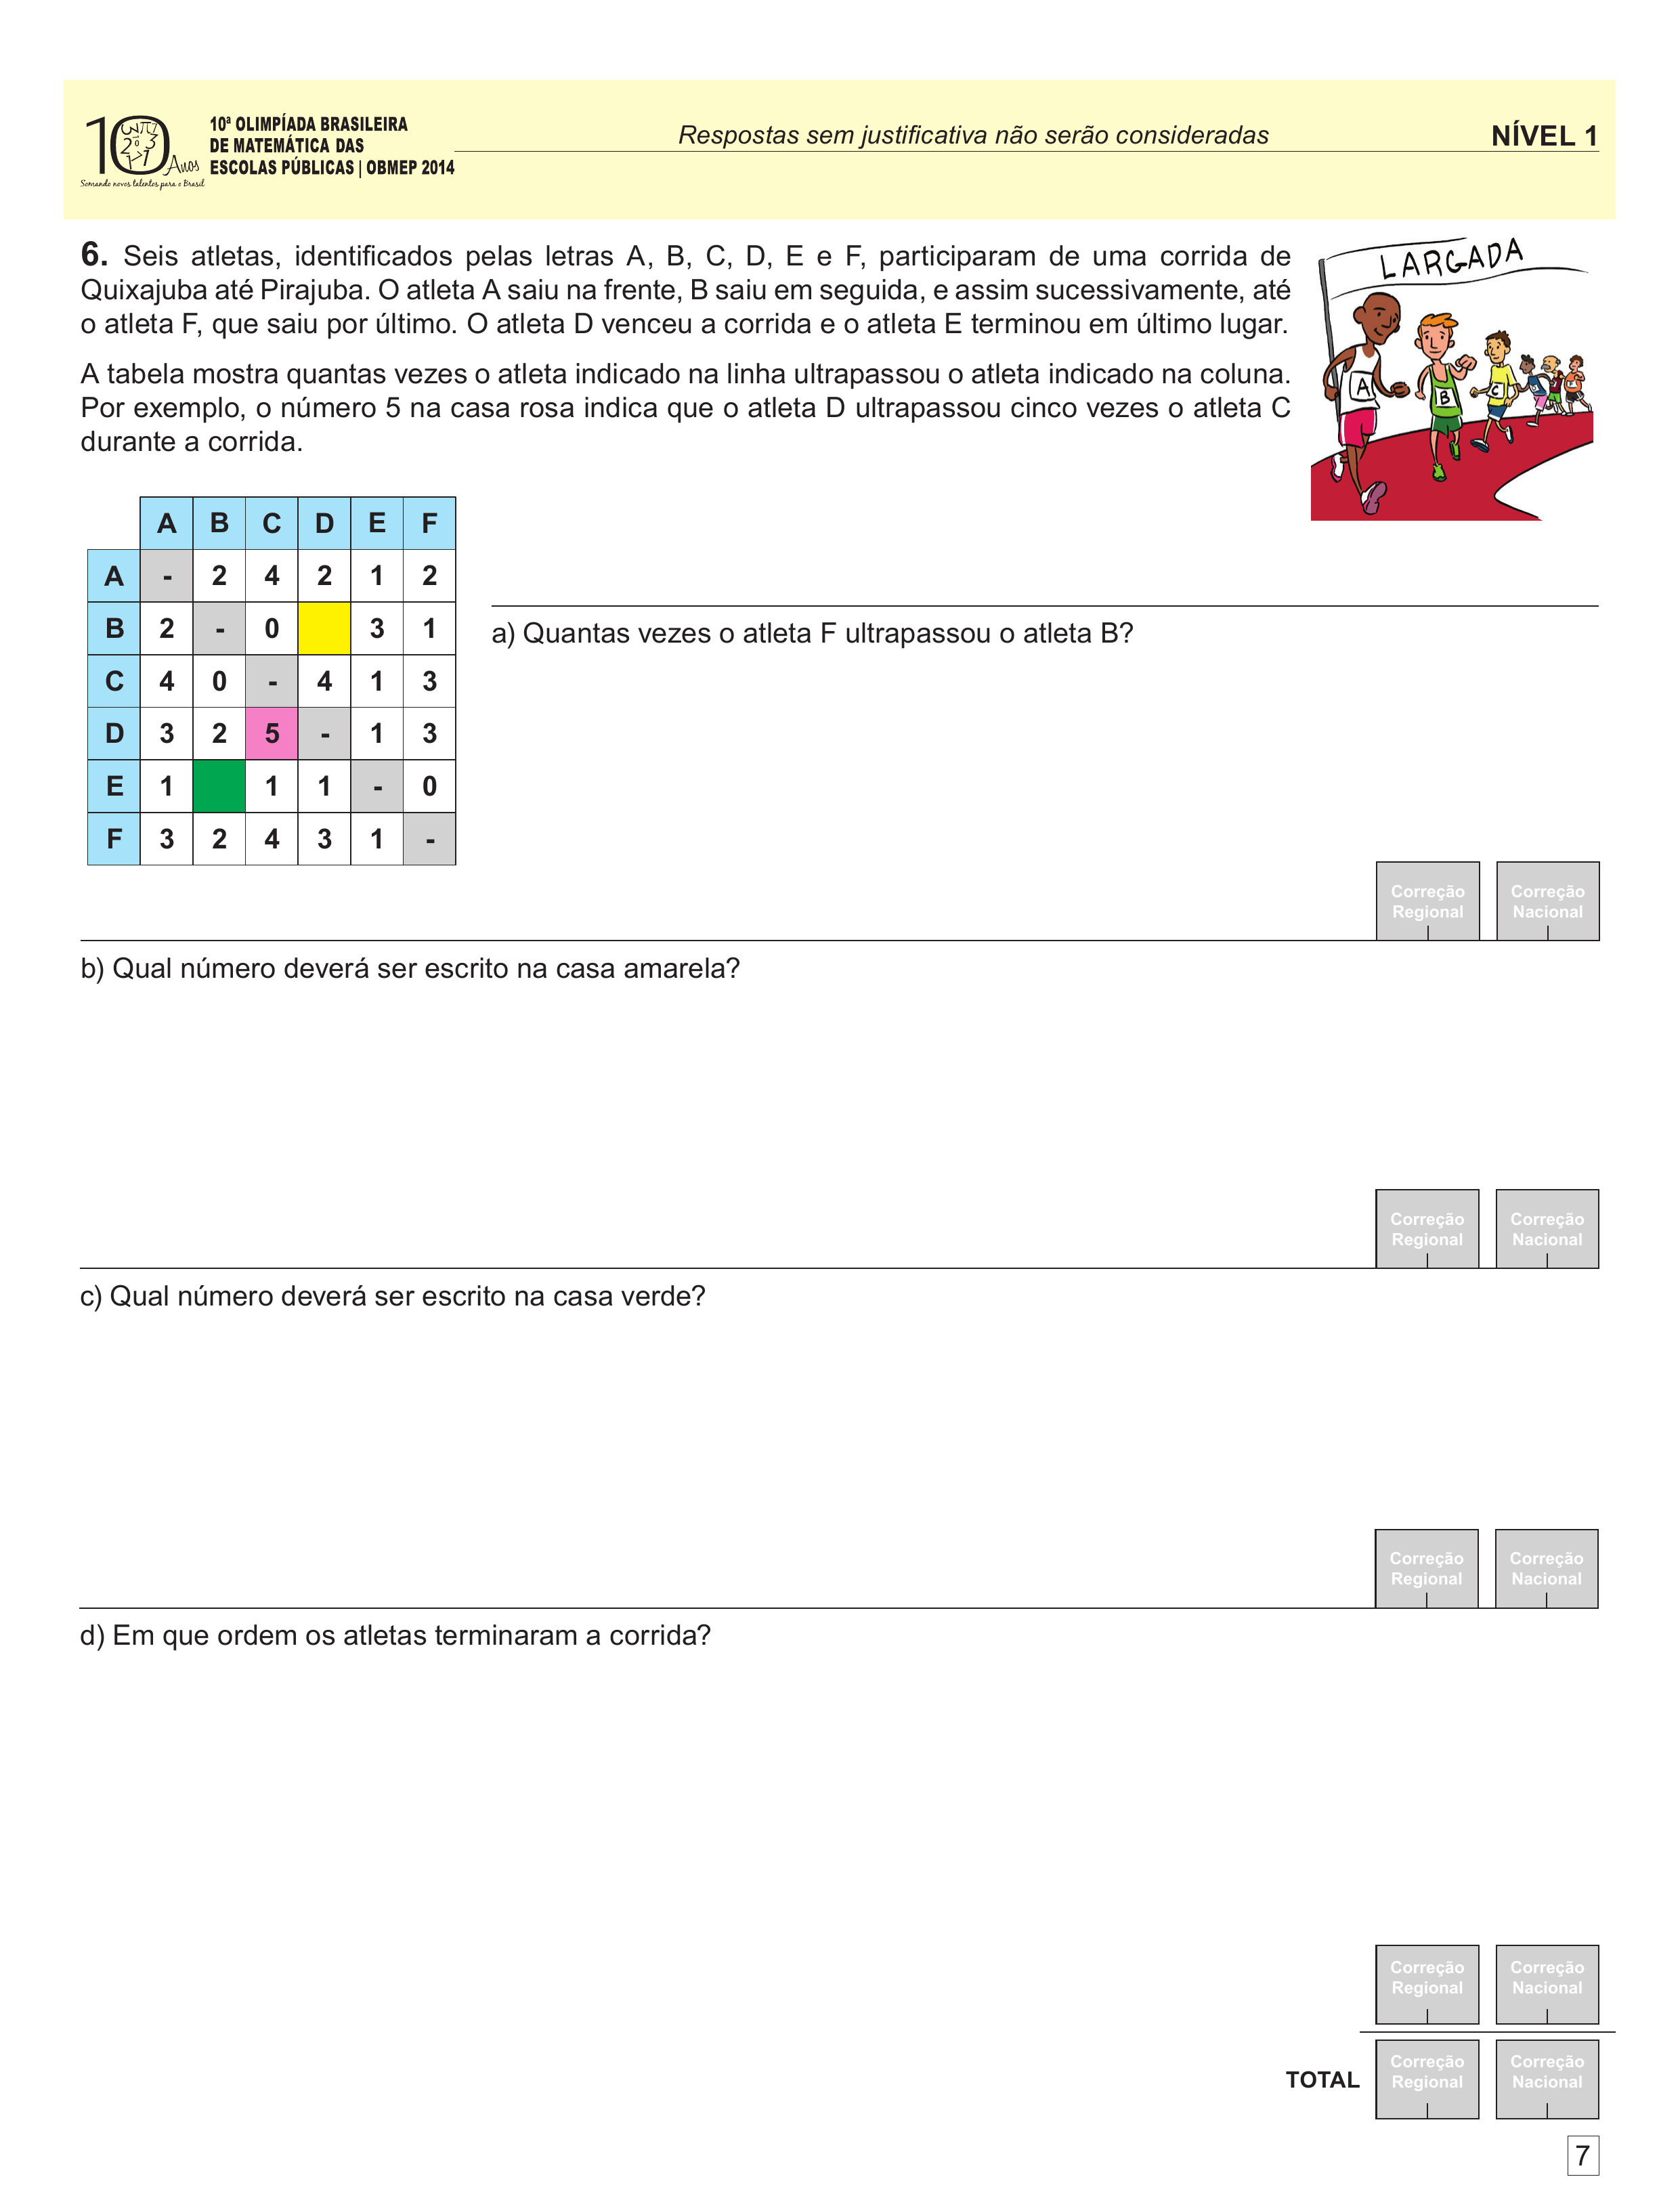 10 Anos
Somando novos talentos para o Brasil
10ª OLIMPÍADA BRASILEIRA
DE MATEMÁTICA DAS
ESCOLAS PÚBLICAS | OBMEP 2014
Respostas sem justificativa não serão consideradas
NÍVEL 1
6. Seis atletas, identificados pelas letras A, B, C, D, E e F, participaram de uma corrida de
Quixajuba até Pirajuba. O atleta A saiu na frente, B saiu em seguida, e assim sucessivamente, até
o atleta F, que saiu por último. O atleta D venceu a corrida e o atleta E terminou em último lugar.
A tabela mostra quantas vezes o atleta indicado na linha ultrapassou o atleta indicado na coluna.
Por exemplo, o número 5 na casa rosa indica que o atleta D ultrapassou cinco vezes o atleta C
durante a corrida.
LARGADA
A
B
C
A B C D E F
A - 2 4 2 1 2
B 2 - 0 3 1
C 4 0 - 4 1 3
D 3 2 5 - 1 3
E 1 1 1 - 0
F 3 2 4 3 1 -
a) Quantas vezes o atleta F ultrapassou o atleta B?
Correção
Regional
Correção
Nacional
b) Qual número deverá ser escrito na casa amarela?
Correção
Regional
Correção
Nacional
c) Qual número deverá ser escrito na casa verde?
Correção
Regional
Correção
Nacional
d) Em que ordem os atletas terminaram a corrida?
Correção
Regional
Correção
Nacional
TOTAL
Correção
Regional
Correção
Nacional
7